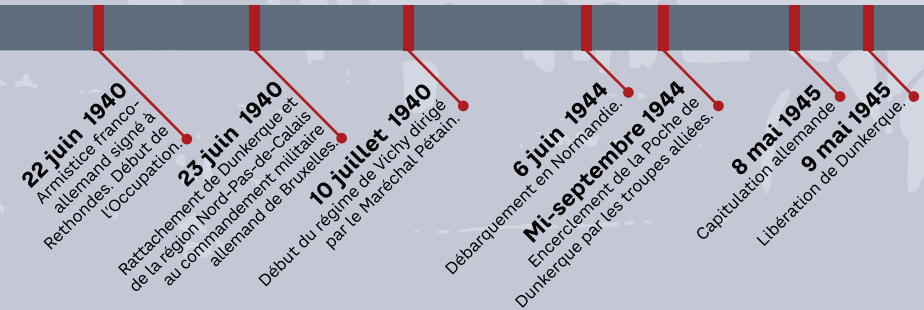 22 juin 1940
Armistice franco-
allemand signé à
Rethondes. Début de
l'Occupation.
23 juin 1940
Rattachement de Dunkerque et
de la région Nord-Pas-de-Calais
au commandement militaire
allemand de Bruxelles.
10 juillet 1940
Début du régime de Vichy dirigé
par le Maréchal Pétain.
6 juin 1944
Débarquement en Normandie.
Mi-septembre 1944
Encerclement de la Poche de
Dunkerque par les troupes alliées.
8 mai 1945
Capitulation allemande
9 mai 1945
Libération de Dunkerque.